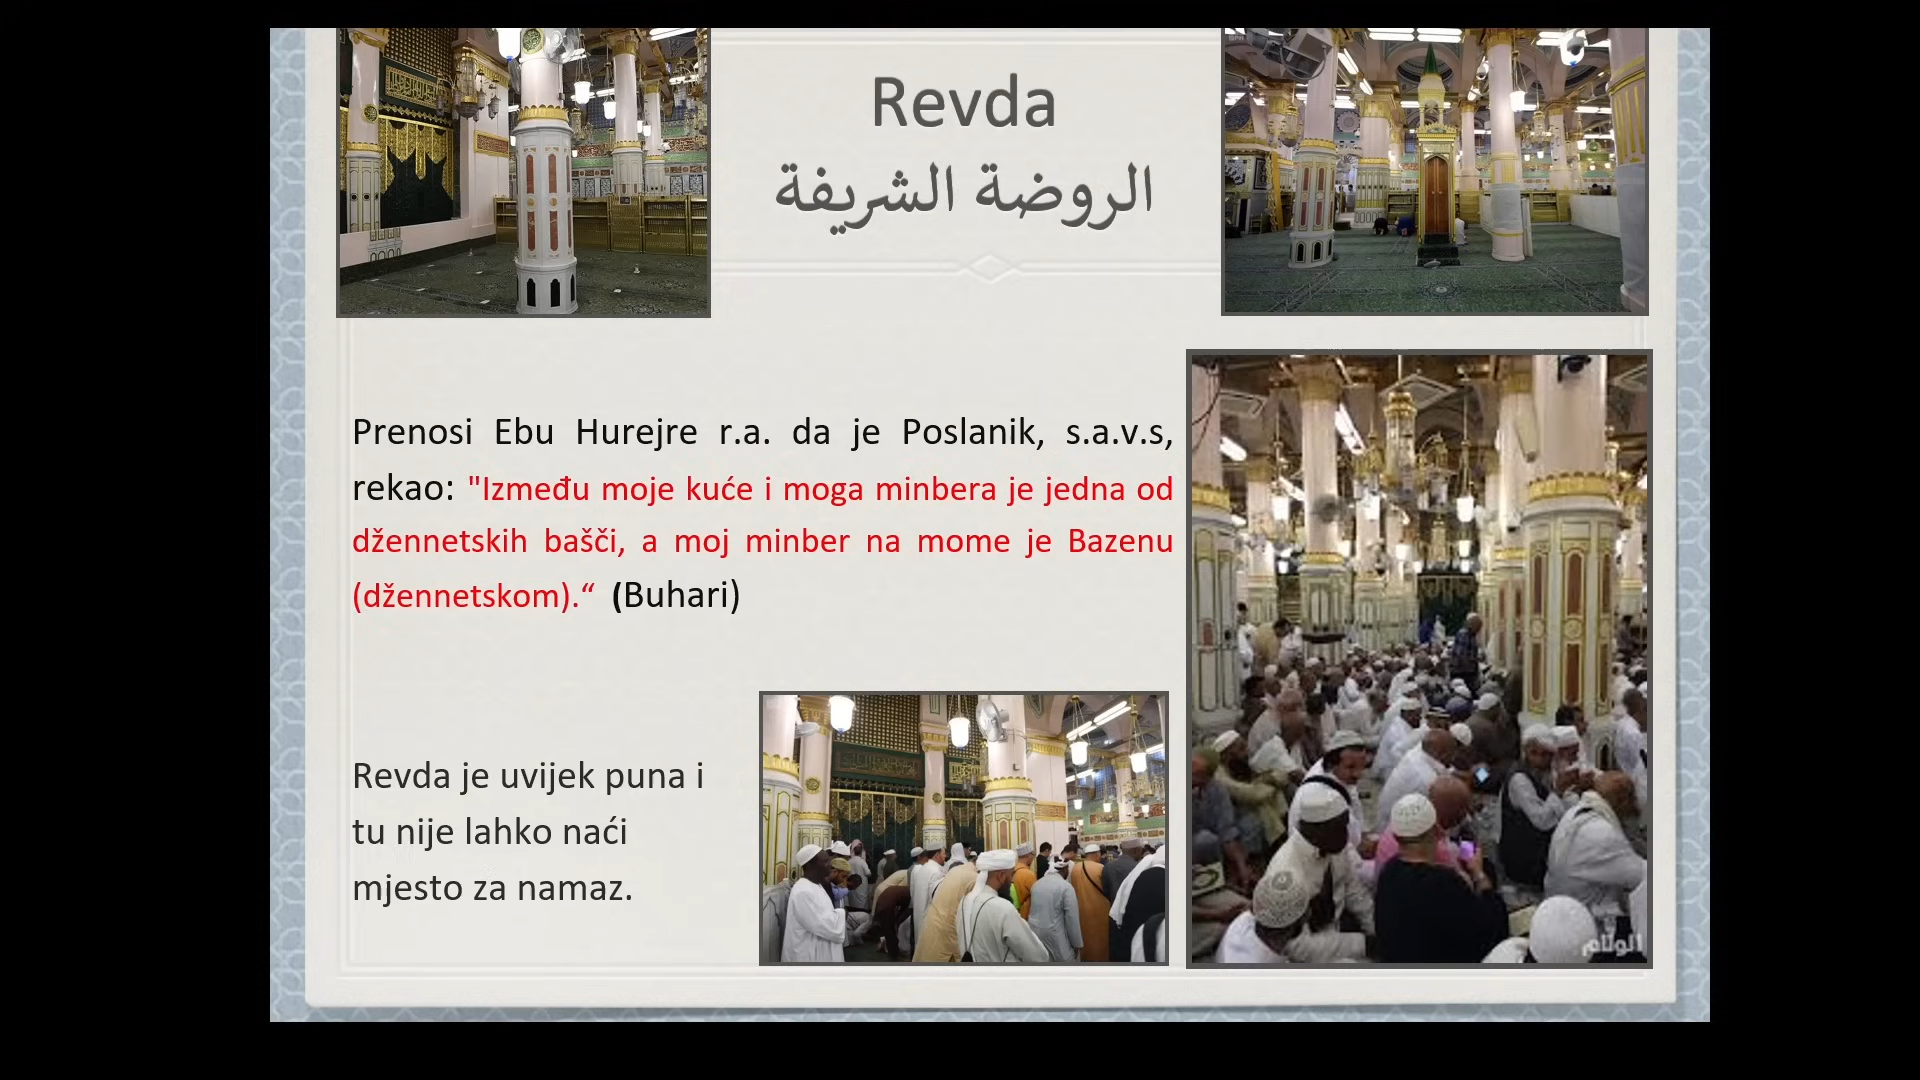 Revda
الروضة الشريفة
Prenosi Ebu Hurejre r.a. da je Poslanik, s.a.v.s,
rekao: "Između moje kuće i moga minbera je jedna od
džennetskih bašči, a moj minber na mome je Bazenu
(džennetskom).“ (Buhari)
Revda je uvijek puna i
tu nije lahko naći
mjesto za namaz.
الوئام